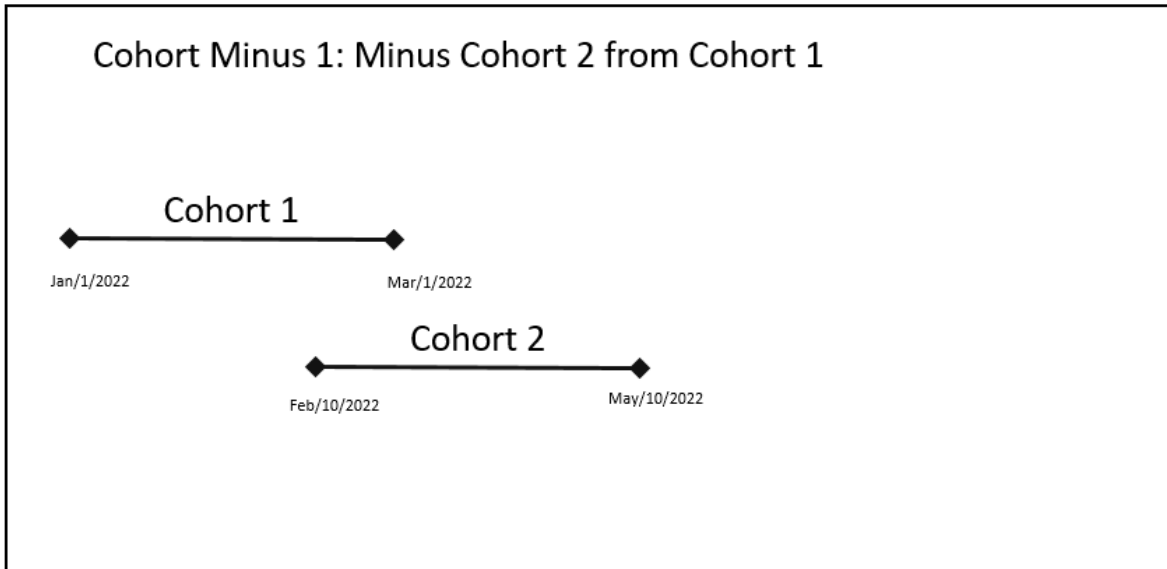 Cohort Minus 1: Minus Cohort 2 from Cohort 1
Cohort 1
Jan/1/2022
Mar/1/2022
Cohort 2
Feb/10/2022
May/10/2022